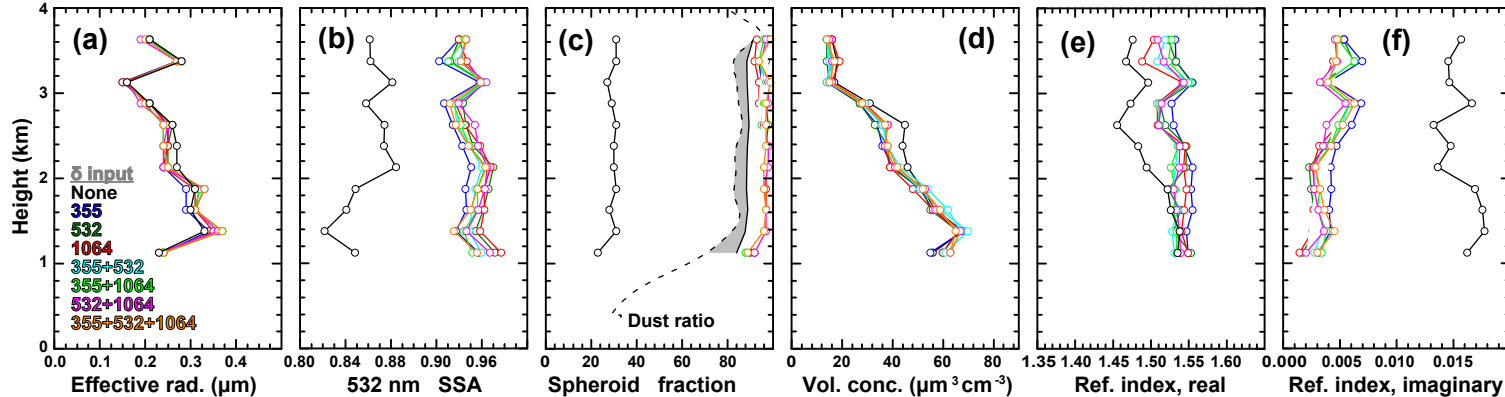 (a)
(b)
(c)
(d)
(e)
(f)
Height (km)
4
3
2
1
0
δ input
None
355
532
1064
355+532
355+1064
532+1064
355+532+1064
Dust ratio
0.0 0.1 0.2 0.3 0.4 0.5
0.80 0.84 0.88 0.90 0.96
0 20 40 60 80
0 20 40 60 80
1.35 1.40 1.45 1.50 1.55 1.60
0.000 0.005 0.010 0.015
Effective rad. (µm)
532 nm SSA
Spheroid fraction
Vol. conc. (µm³cm⁻³)
Ref. index, real
Ref. index, imaginary